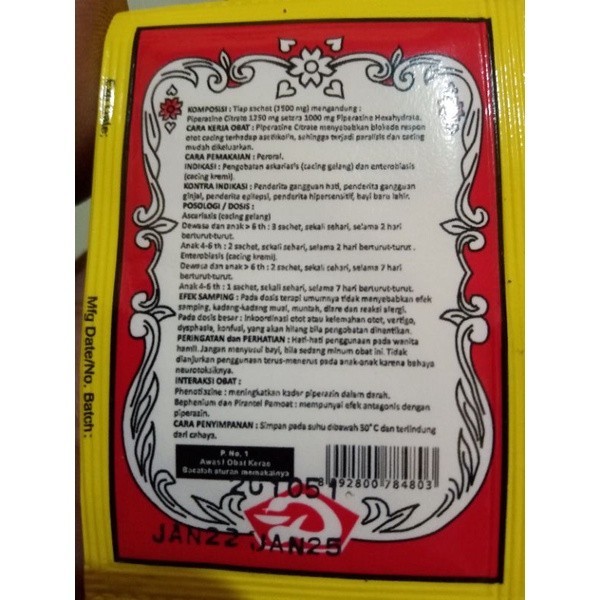 KOMPOSISI : Tiap sachet (2500 mg) mengandung :
Piperazine Citrate 1250 mg setara 1000 mg Piperazine Hexahydrate.
CARA KERJA OBAT : Piperazine Citrate menyebabkan blokade respon
otot cacing terhadap asetilkolin, sehingga terjadi paralisis dan cacing
mudah dikeluarkan.
CARA PEMAKAIAN : Peroral.
INDIKASI : Pengobatan askariasis (cacing gelang) dan enterobiasis
(cacing kremi).
KONTRA INDIKASI : Penderita gangguan hati, penderita gangguan
ginjal, penderita epilepsi, penderita hipersensitif, bayi baru lahir.
POSOLOGI / DOSIS :
Ascariasis (cacing gelang)
Dewasa dan anak > 6 th : 3 sachet, sekali sehari, selama 2 hari
berturut-turut.
Anak 4-6 th : 2 sachet, sekali sehari, selama 2 hari berturut-turut .
Enterobiasis (cacing kremi).
Dewasa dan anak > 6 th : 2 sachet, sekali sehari, selama 7 hari
berturut-turut.
Anak 4-6 th : 1 sachet, sekali sehari, selama 7 hari berturut-turut.
EFEK SAMPING : Pada dosis terapi umumnya tidak menyebabkan efek
samping, kadang-kadang mual, muntah, diare dan reaksi alergi.
Pada dosis besar : Inkoordinasi otot atau kelemahan otot, vertigo,
dysphasia, konfusi, yang akan hilang bila pengobatan dihentikan.
PERINGATAN dan PERHATIAN : Hati-hati penggunaan pada wanita
hamil. Jangan menyusui bayi, bila sedang minum obat ini. Tidak
dianjurkan penggunaan terus-menerus pada anak-anak karena bahaya
neurotoksiknya.
INTERAKSI OBAT :
Phenotiazine : meningkatkan kadar piperazin dalam darah.
Bephenium dan Pirantel Pamoat : mempunyai efek antagonis dengan
piperazin.
CARA PENYIMPANAN : Simpan pada suhu dibawah 30°C dan terlindung
dari cahaya.
P. No. 1
Awas! Obat Keras
Bacalah aturan memakainya
8 992800 784803
201051
JAN22 JAN25
Mfg Date/No. Batch :